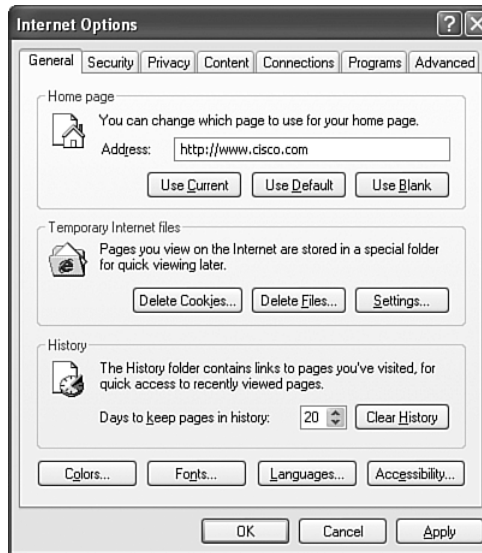 Internet Options
General Security Privacy Content Connections Programs Advanced
Home page
You can change which page to use for your home page.
Address: http://www.cisco.com
Use Current Use Default Use Blank
Temporary Internet files
Pages you view on the Internet are stored in a special folder
for quick viewing later.
Delete Cookies... Delete Files... Settings...
History
The History folder contains links to pages you've visited, for
quick access to recently viewed pages.
Days to keep pages in history: 20 Clear History
Colors... Fonts... Languages... Accessibility...
OK Cancel Apply